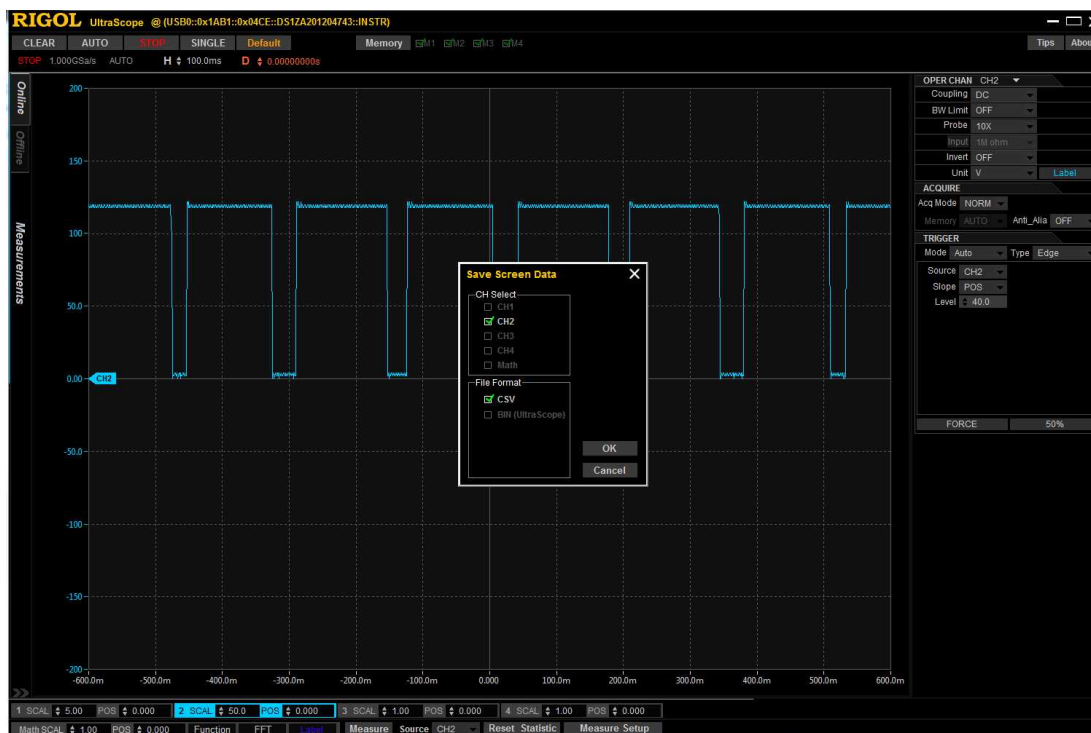 RIGOL UltraScope @ (USB0::0x1AB1::0x04CE::DS1ZA201204743::INSTR)
CLEAR AUTO STOP SINGLE Default Memory M1 M2 M3 M4 Tips Abou
STOP 1.000GSa/s AUTO H 100.0ms D 0.00000000s
Online
Offline
Measurements
200
150
100
50.0
0.00
CH2
-50.0
-100
-150
-200
-600.0m -500.0m -400.0m -300.0m -200.0m -100.0m 0.000 100.0m 200.0m 300.0m 400.0m 500.0m 600.0m
Save Screen Data X
CH Select
CH1
CH2
CH3
CH4
Math
File Format
CSV
BIN (UltraScope)
OK
Cancel
OPER CHAN CH2
Coupling DC
BW Limit OFF
Probe 10X
Input 1M ohm
Invert OFF
Unit V Label
ACQUIRE
Acq Mode NORM
Memory AUTO Anti_Alia OFF
TRIGGER
Mode Auto Type Edge
Source CH2
Slope POS
Level 40.0
FORCE 50%
1 SCAL 5.00 POS 0.000 2 SCAL 50.0 POS 0.000 3 SCAL 1.00 POS 0.000 4 SCAL 1.00 POS 0.000
Math SCAL 1.00 POS 0.000 Function FFT Label Measure Source CH2 Reset Statistic Measure Setup